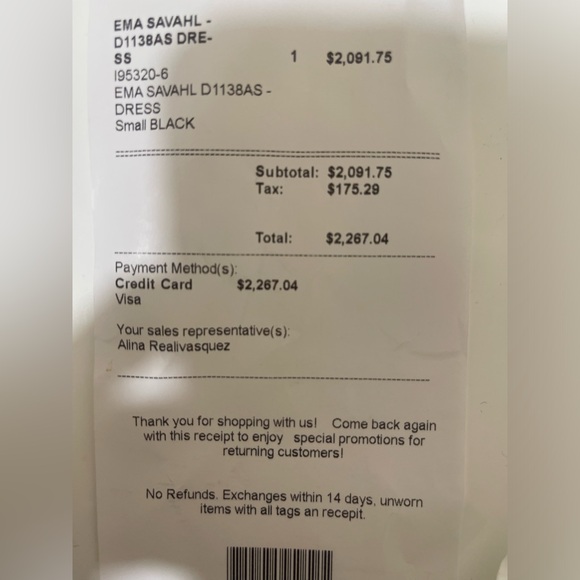 EMA SAVAHL -
D1138AS DRE-
SS 1 $2,091.75
I95320-6
EMA SAVAHL D1138AS -
DRESS
Small BLACK
Subtotal: $2,091.75
Tax: $175.29
Total: $2,267.04
Payment Method(s):
Credit Card $2,267.04
Visa
Your sales representative(s):
Alina Realivasquez
Thank you for shopping with us! Come back again
with this receipt to enjoy special promotions for
returning customers!
No Refunds. Exchanges within 14 days, unworn
items with all tags an recepit.